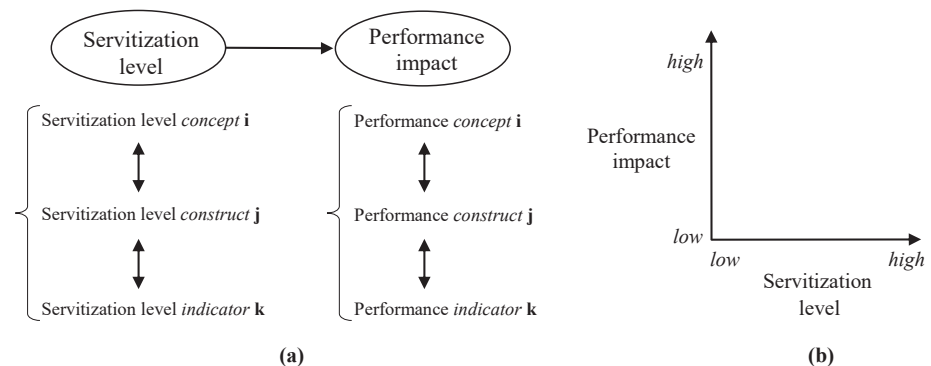 Servitization
level
Performance
impact
Servitization level concept i
Performance concept i
Servitization level construct j
Performance construct j
Servitization level indicator k
Performance indicator k
(a)
high
Performance
impact
low
low
high
Servitization
level
(b)